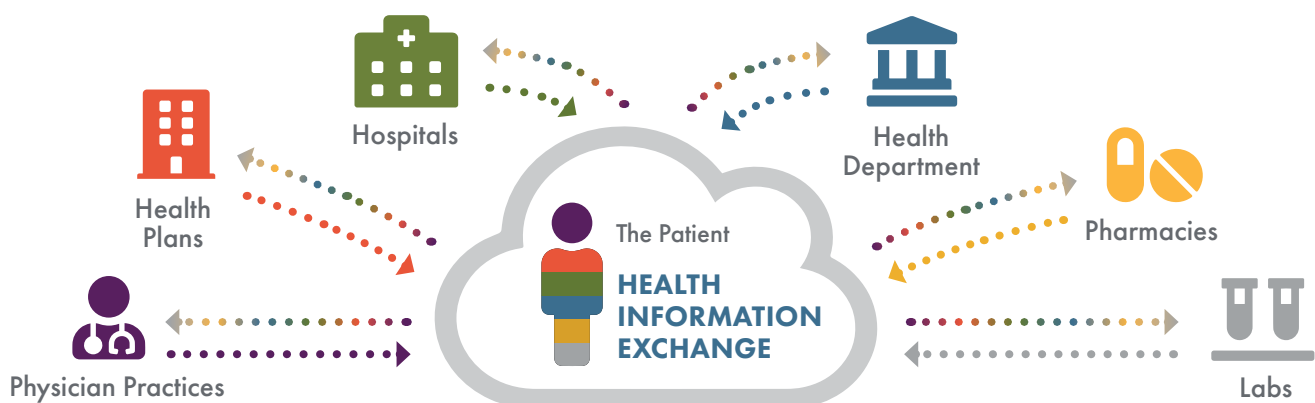 Hospitals
Health
Department
Health
Plans
Pharmacies
The Patient
HEALTH
INFORMATION
EXCHANGE
Physician Practices
Labs